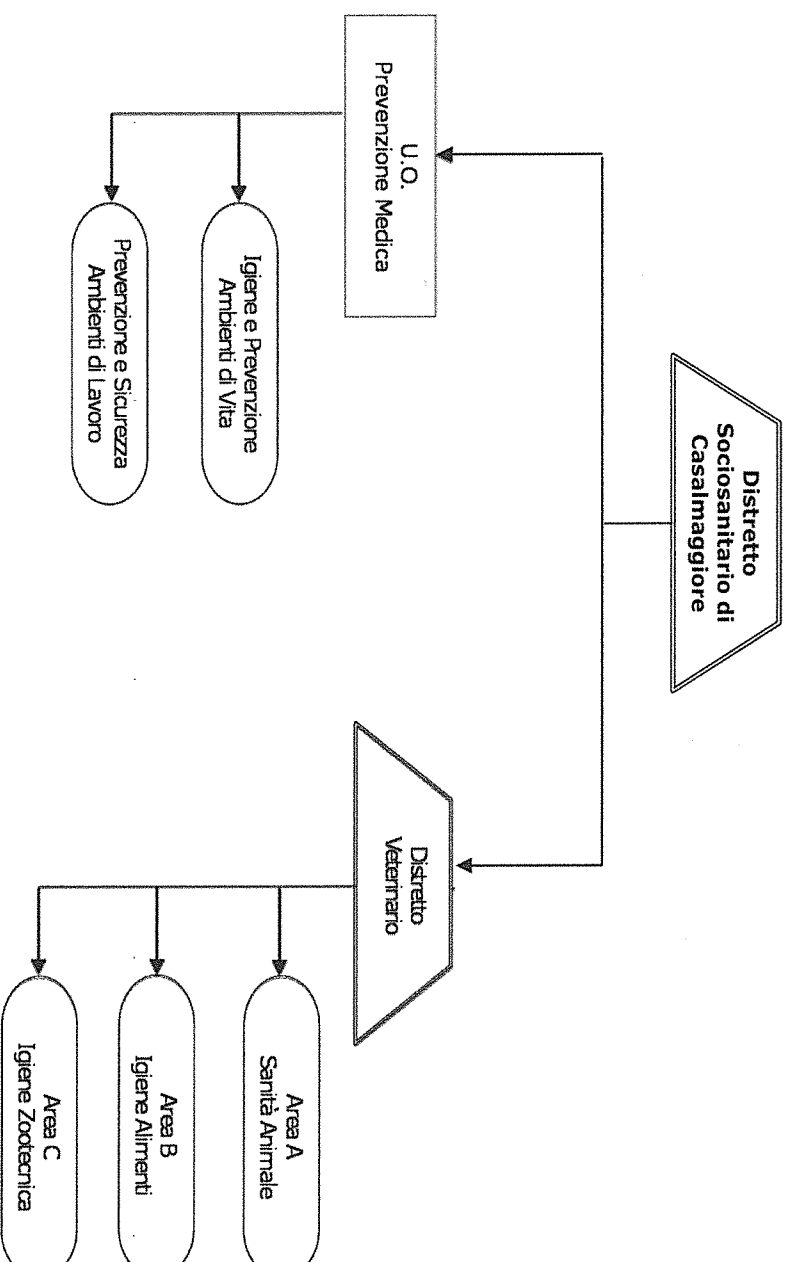 Distretto
Sociosanitario di
Casalmaggiore
U.O.
Prevenzione Medica
Igiene e Prevenzione
Ambienti di Vita
Prevenzione e Sicurezza
Ambienti di Lavoro
Distretto
Veterinario
Area A
Sanità Animale
Area B
Igiene Alimenti
Area C
Igiene Zootecnica